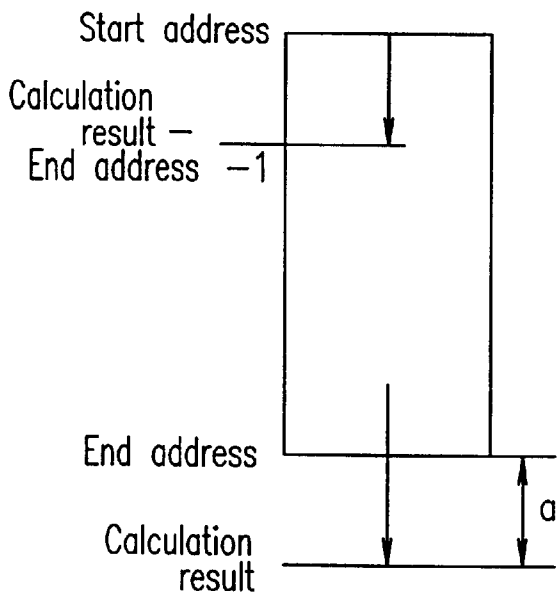 Start address
Calculation
result –
End address –1
End address
a
Calculation
result